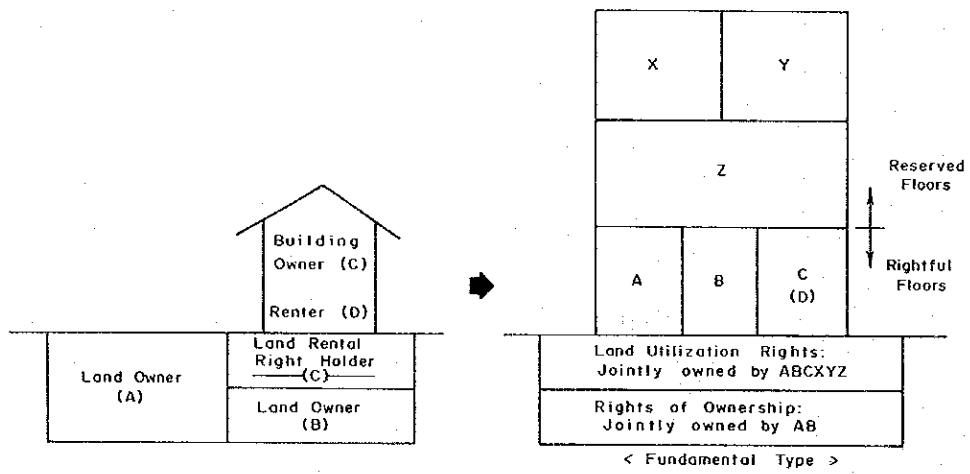 Building
Owner (C)
Renter (D)
Land Rental
Right Holder
(C)
Land Owner
(A)
Land Owner
(B)
X
Y
Z
A
B
C
(D)
Reserved
Floors
Rightful
Floors
Land Utilization Rights:
Jointly owned by ABCXYZ
Rights of Ownership:
Jointly owned by AB
< Fundamental Type >